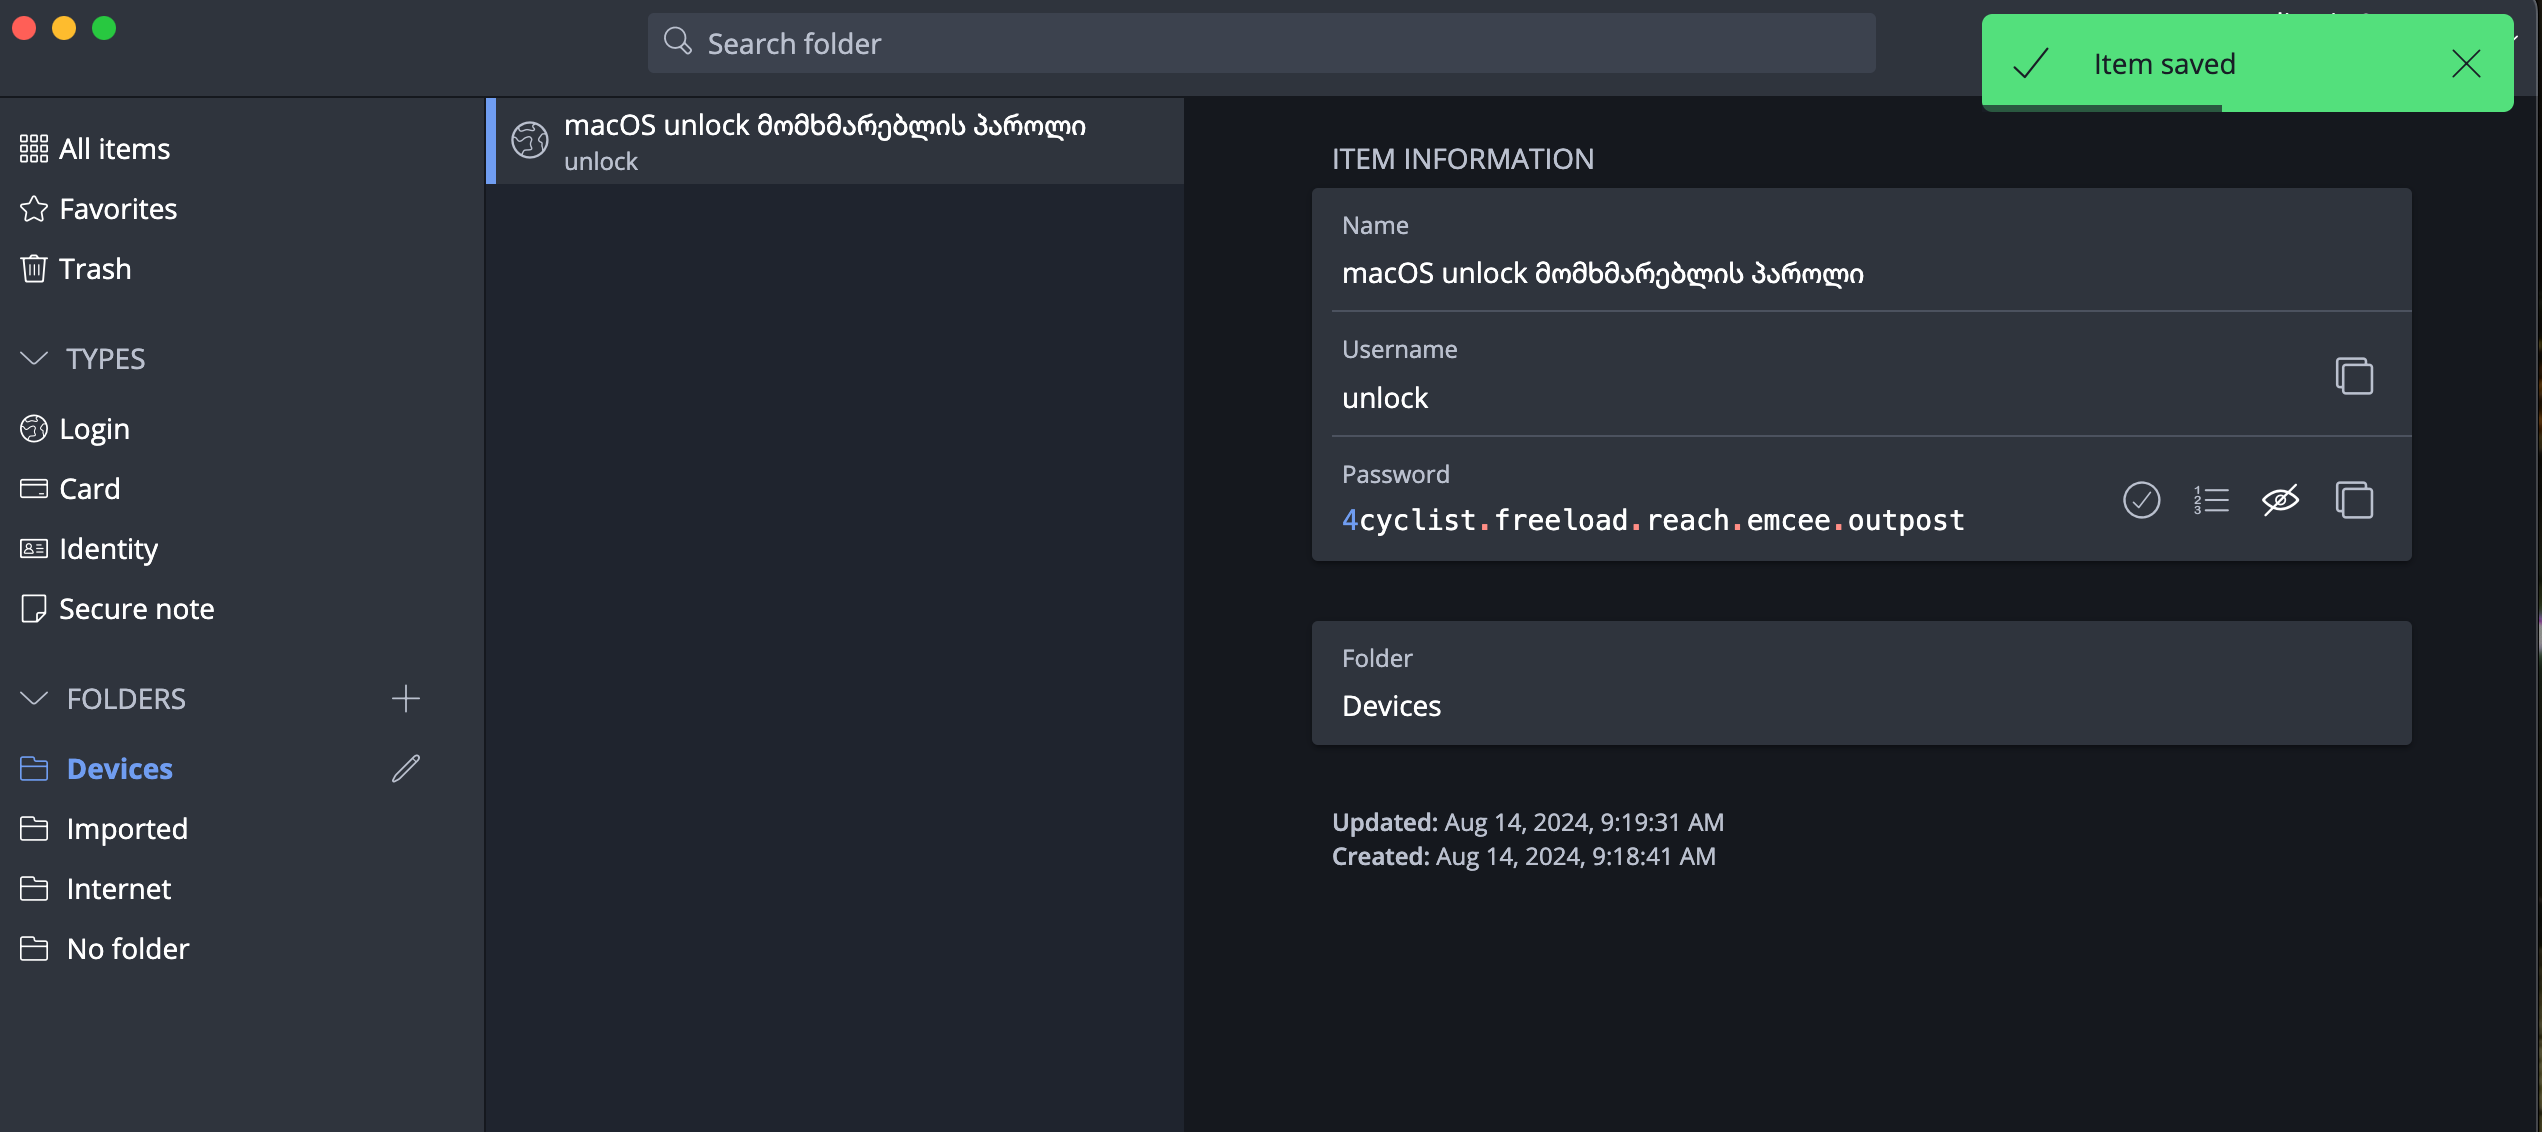 Search folder
Item saved
All items
Favorites
Trash
TYPES
Login
Card
Identity
Secure note
FOLDERS
Devices
Imported
Internet
No folder
macOS unlock მომხმარებლის პაროლი
unlock
ITEM INFORMATION
Name
macOS unlock მომხმარებლის პაროლი
Username
unlock
Password
4cyclist.freeload.reach.emcee.outpost
Folder
Devices
Updated: Aug 14, 2024, 9:19:31 AM
Created: Aug 14, 2024, 9:18:41 AM